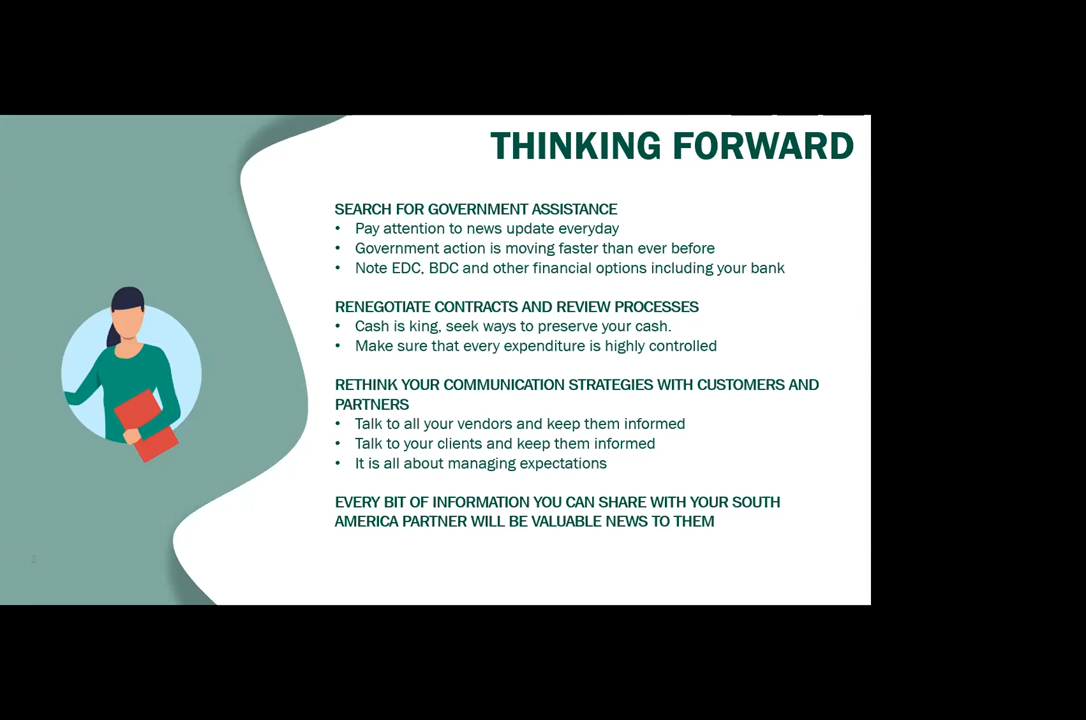 THINKING FORWARD
SEARCH FOR GOVERNMENT ASSISTANCE
• Pay attention to news update everyday
• Government action is moving faster than ever before
• Note EDC, BDC and other financial options including your bank
RENEGOTIATE CONTRACTS AND REVIEW PROCESSES
• Cash is king, seek ways to preserve your cash.
• Make sure that every expenditure is highly controlled
RETHINK YOUR COMMUNICATION STRATEGIES WITH CUSTOMERS AND
PARTNERS
• Talk to all your vendors and keep them informed
• Talk to your clients and keep them informed
• It is all about managing expectations
EVERY BIT OF INFORMATION YOU CAN SHARE WITH YOUR SOUTH
AMERICA PARTNER WILL BE VALUABLE NEWS TO THEM
2